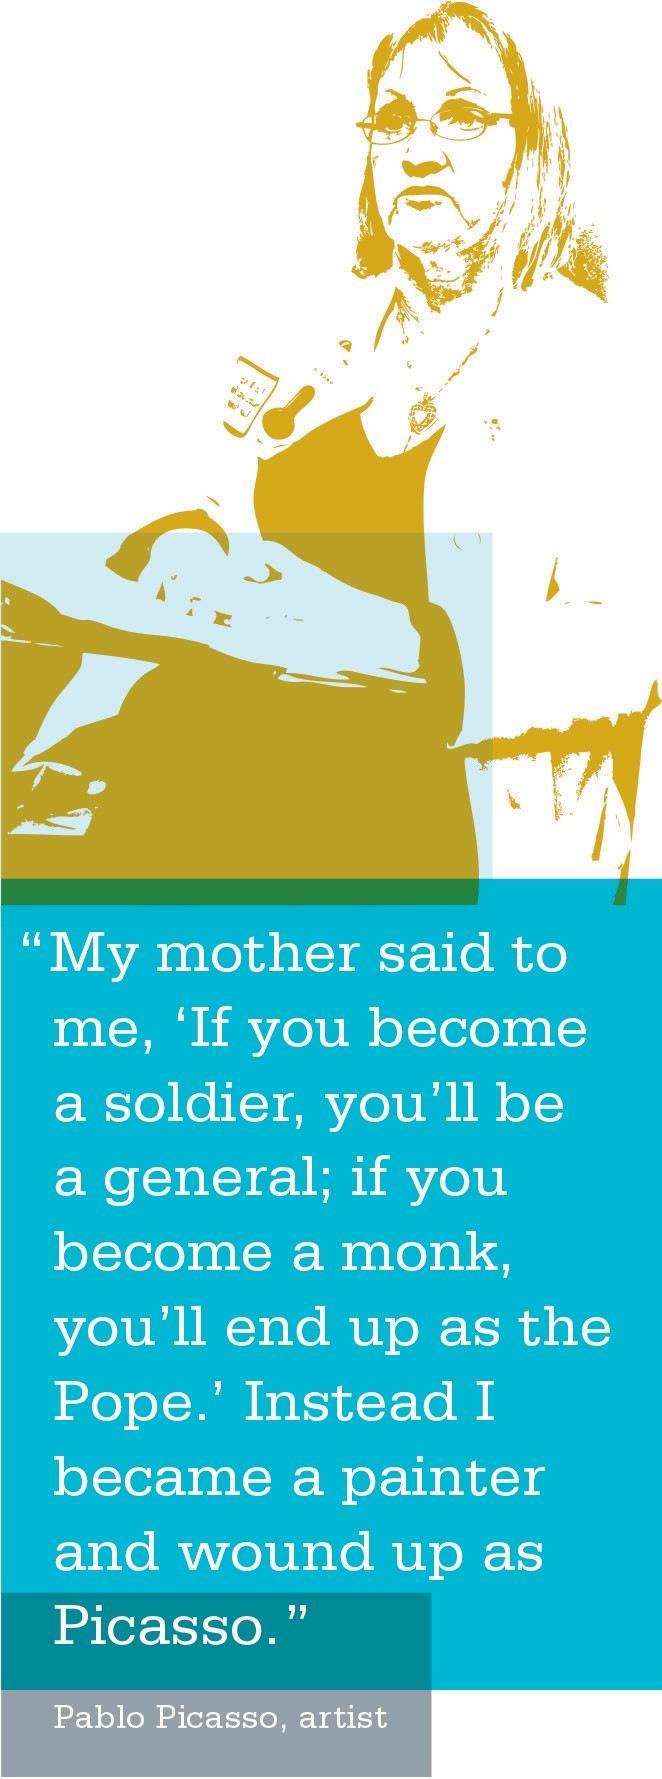 “My mother said to
me, ‘If you become
a soldier, you’ll be
a general; if you
become a monk,
you’ll end up as the
Pope.’ Instead I
became a painter
and wound up as
Picasso.”
Pablo Picasso, artist